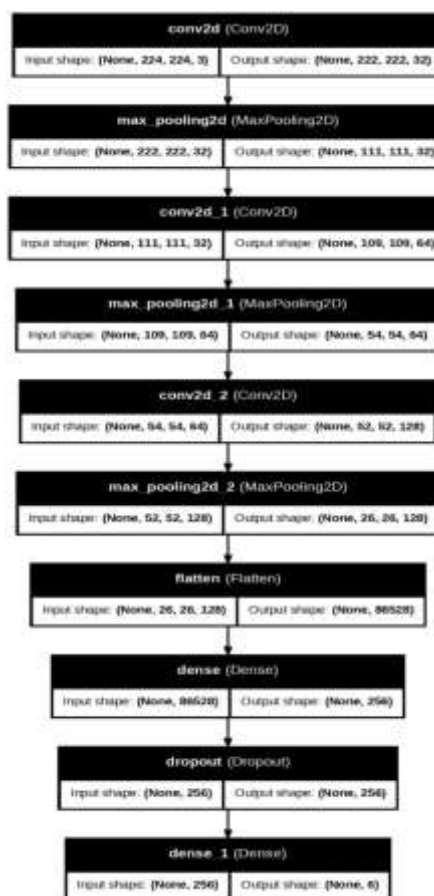 conv2d (Conv2D)
Input shape: (None, 224, 224, 3) Output shape: (None, 222, 222, 32)
max_pooling2d (MaxPooling2D)
Input shape: (None, 222, 222, 32) Output shape: (None, 111, 111, 32)
conv2d_1 (Conv2D)
Input shape: (None, 111, 111, 32) Output shape: (None, 109, 109, 64)
max_pooling2d_1 (MaxPooling2D)
Input shape: (None, 109, 109, 64) Output shape: (None, 54, 54, 64)
conv2d_2 (Conv2D)
Input shape: (None, 54, 54, 64) Output shape: (None, 52, 52, 128)
max_pooling2d_2 (MaxPooling2D)
Input shape: (None, 52, 52, 128) Output shape: (None, 26, 26, 128)
flatten (Flatten)
Input shape: (None, 26, 26, 128) Output shape: (None, 86528)
dense (Dense)
Input shape: (None, 86528) Output shape: (None, 256)
dropout (Dropout)
Input shape: (None, 256) Output shape: (None, 256)
dense_1 (Dense)
Input shape: (None, 256) Output shape: (None, 6)